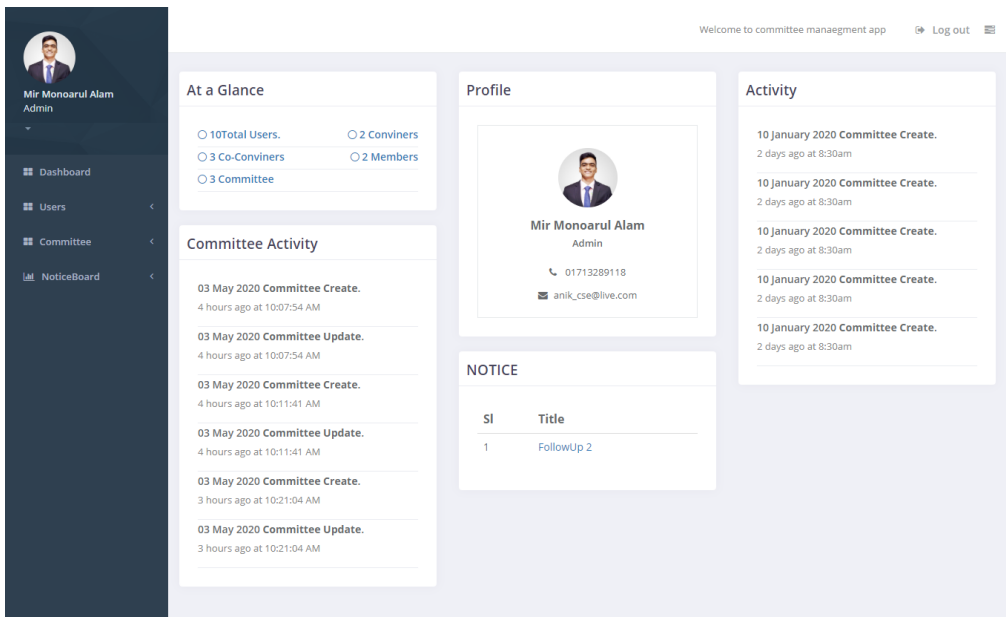 Mir Monoarul Alam
Admin
Dashboard
Users
Committee
NoticeBoard
Welcome to committee manaegment app
Log out
At a Glance
10Total Users.
2 Conviners
3 Co-Conviners
2 Members
3 Committee
Committee Activity
03 May 2020 Committee Create.
4 hours ago at 10:07:54 AM
03 May 2020 Committee Update.
4 hours ago at 10:07:54 AM
03 May 2020 Committee Create.
4 hours ago at 10:11:41 AM
03 May 2020 Committee Update.
4 hours ago at 10:11:41 AM
03 May 2020 Committee Create.
3 hours ago at 10:21:04 AM
03 May 2020 Committee Update.
3 hours ago at 10:21:04 AM
Profile
Mir Monoarul Alam
Admin
01713289118
anik_cse@live.com
NOTICE
Sl Title
1 FollowUp 2
Activity
10 January 2020 Committee Create.
2 days ago at 8:30am
10 January 2020 Committee Create.
2 days ago at 8:30am
10 January 2020 Committee Create.
2 days ago at 8:30am
10 January 2020 Committee Create.
2 days ago at 8:30am
10 January 2020 Committee Create.
2 days ago at 8:30am